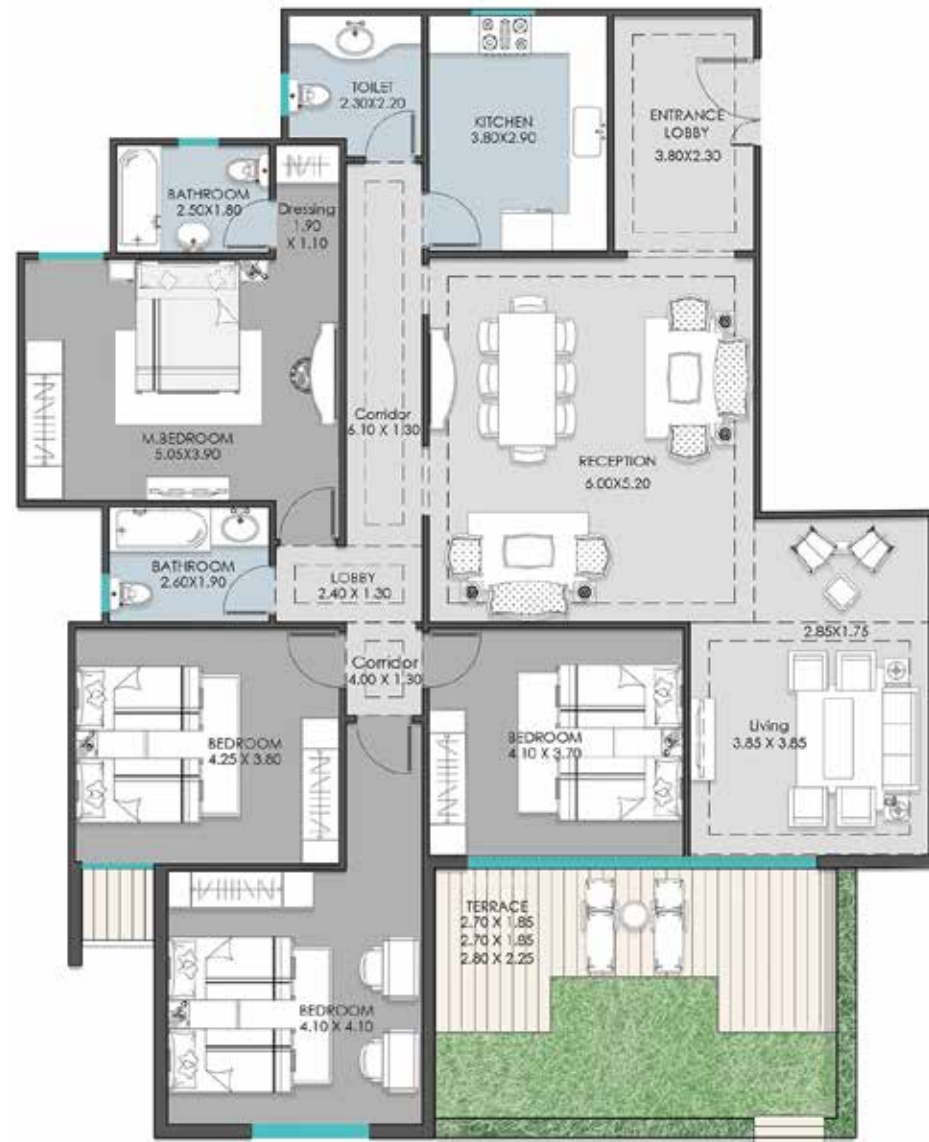 TOILET
2.30X2.20
KITCHEN
3.80X2.90
ENTRANCE
LOBBY
3.80X2.30
BATHROOM
2.50X1.80
Dressing
1.90
X 1.10
M.BEDROOM
5.05X3.90
Corridor
6.10 X 1.30
RECEPTION
6.00X5.20
BATHROOM
2.60X1.90
LOBBY
2.40 X 1.30
2.85X1.75
Corridor
4.00 X 1.30
BEDROOM
4.25 X 3.80
BEDROOM
4.10 X 3.70
Living
3.85 X 3.85
TERRACE
2.70 X 1.85
2.70 X 1.85
2.80 X 2.25
BEDROOM
4.10 X 4.10